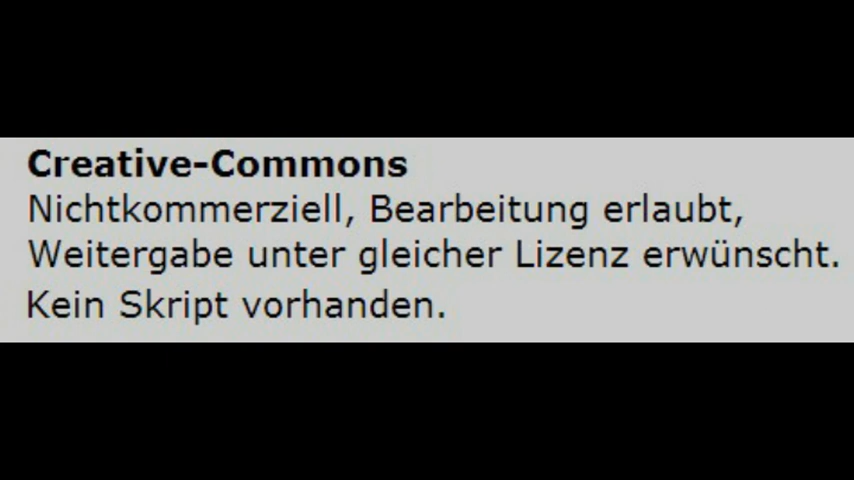 Creative-Commons
Nichtkommerziell, Bearbeitung erlaubt,
Weitergabe unter gleicher Lizenz erwünscht.
Kein Skript vorhanden.